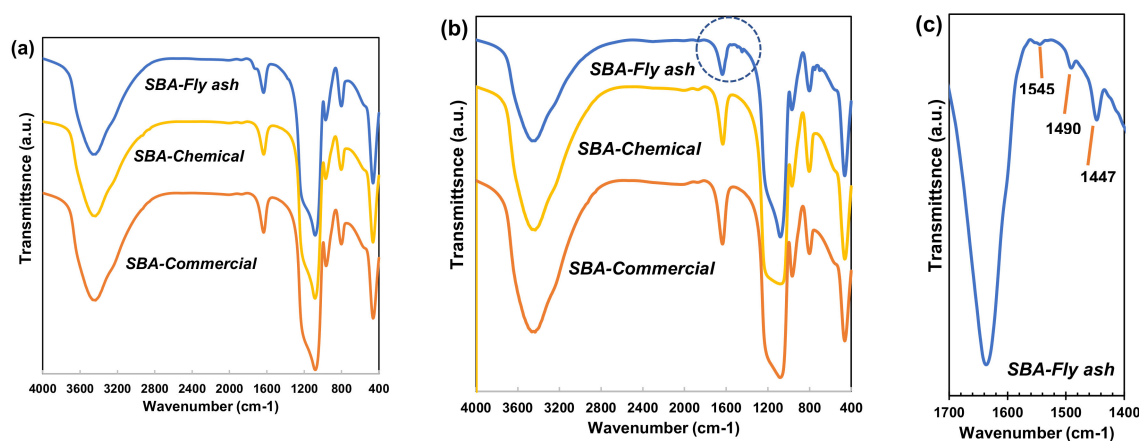 (a)
Transmittsnce (a.u.)
SBA-Fly ash
SBA-Chemical
SBA-Commercial
4000 3600 3200 2800 2400 2000 1600 1200 800 400
Wavenumber (cm-1)
(b)
Transmittsnce (a.u.)
SBA-Fly ash
SBA-Chemical
SBA-Commercial
4000 3600 3200 2800 2400 2000 1600 1200 800 400
Wavenumber (cm-1)
(c)
Transmittsnce (a.u.)
1545
1490
1447
SBA-Fly ash
1700 1600 1500 1400
Wavenumber (cm-1)